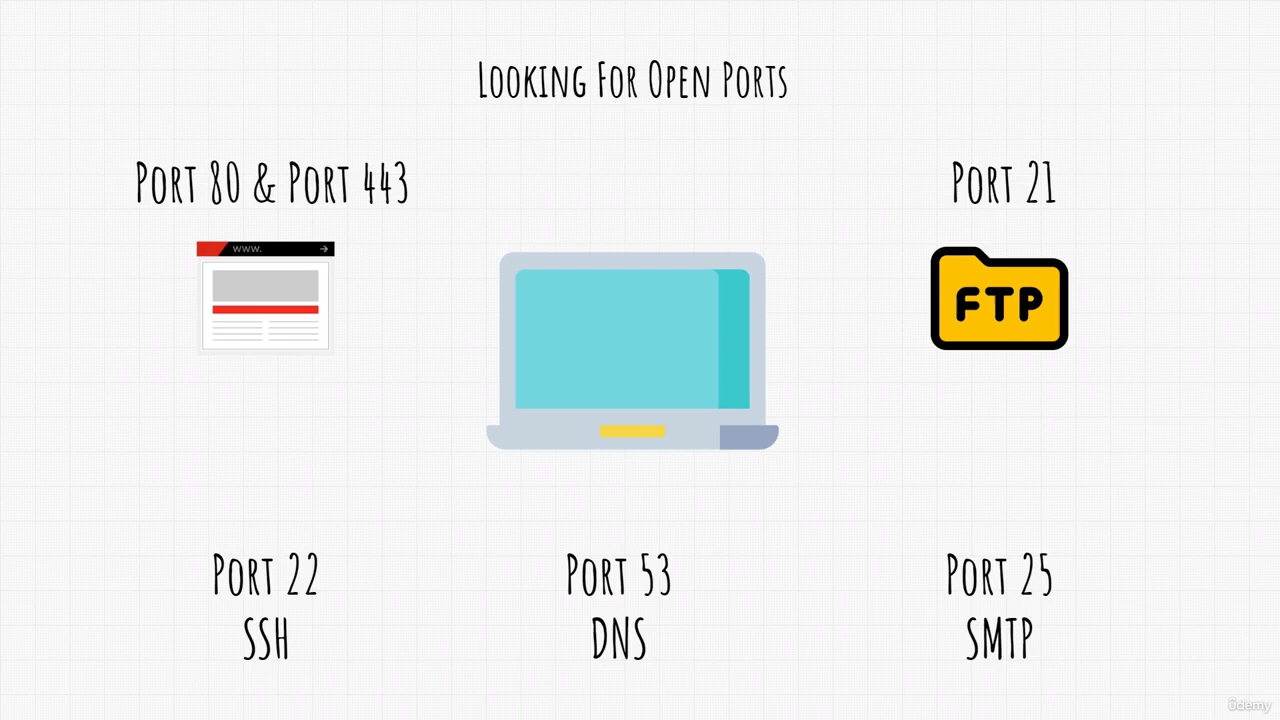 Looking For Open Ports
Port 80 & Port 443
Port 21
www.
FTP
Port 22
SSH
Port 53
DNS
Port 25
SMTP
ûdemy